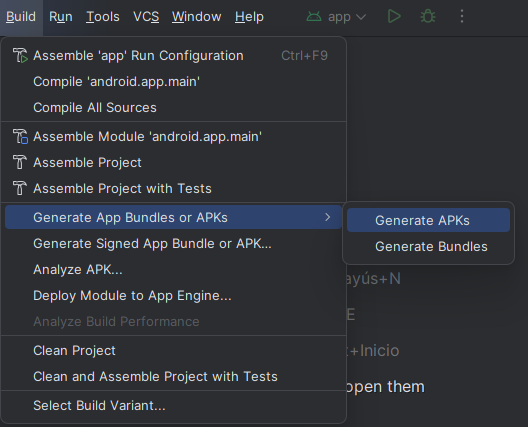 Build Run Tools VCS Window Help app
Assemble 'app' Run Configuration Ctrl+F9
Compile 'android.app.main'
Compile All Sources
Assemble Module 'android.app.main'
Assemble Project
Assemble Project with Tests
Generate App Bundles or APKs
Generate APKs
Generate Signed App Bundle or APK...
Generate Bundles
Analyze APK...
ayús+N
Deploy Module to App Engine...
E
Analyze Build Performance
Clean Project
+Inicio
Clean and Assemble Project with Tests
open them
Select Build Variant...